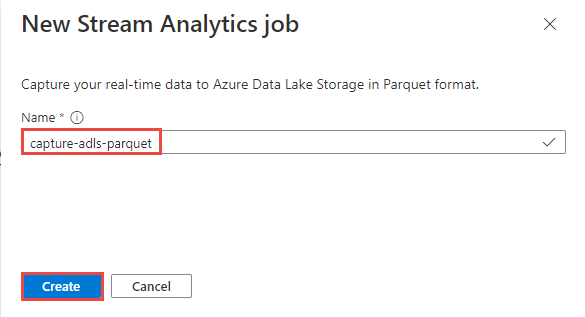 New Stream Analytics job
Capture your real-time data to Azure Data Lake Storage in Parquet format.
Name *
capture-adls-parquet
Create Cancel